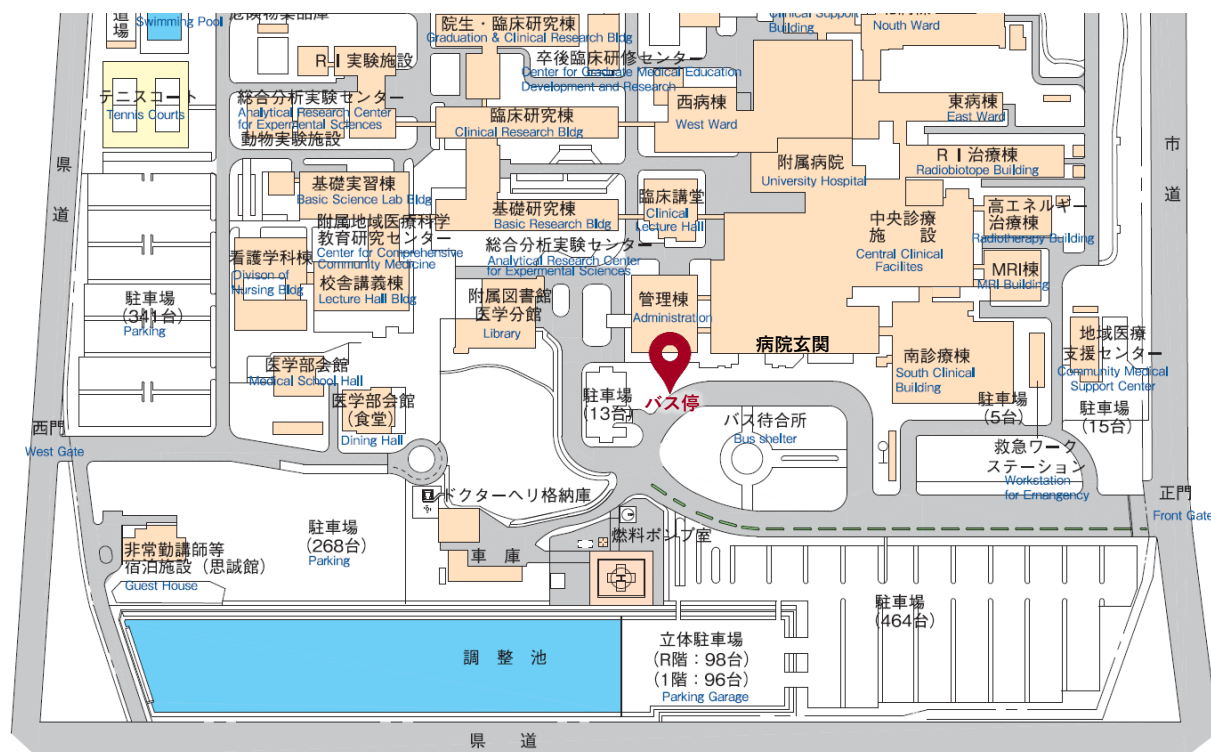 道
場
Swimming Pool
院生・臨床研究棟
Graduation & Clinical Research Bldg
Clinical Support
Building
Nouth Ward
R-I 実験施設
卒後臨床研修センター
Center for Graduate Medical Education
Development and Research
テニスコート
Tennis Courts
総合分析実験センター
Analytical Research Center
for Expermental Sciences
動物実験施設
臨床研究棟
Clinical Research Bldg
西病棟
West Ward
東病棟
East Ward
県
道
市
道
基礎実習棟
Basic Science Lab Bldg
附属病院
University Hospital
RI治療棟
Radiobiotope Building
基礎研究棟
Basic Research Bldg
臨床講堂
Clinical
Lecture Hall
中央診療
施設
Central Clinical
Facilites
高エネルギー
治療棟
Radiotherapy Building
附属地域医療科学
教育研究センター
Center for Comprehensive
Community Medicine
総合分析実験センター
Analytical Research Center
for Expermental Sciences
看護学科棟
Divison of
Nursing Bldg
校舎講義棟
Lecture Hall Bldg
MRI棟
MRI Building
駐車場
(341台)
Parking
附属図書館
医学分館
Library
管理棟
Administration
病院玄関
南診療棟
South Clinical
Building
地域医療
支援センター
Community Medical
Support Center
医学部会館
Medical School Hall
医学部会館
(食堂)
Dining Hall
駐車場
(13台)
バス停
バス待合所
Bus shelter
駐車場
(5台)
駐車場
(15台)
西門
West Gate
救急ワーク
ステーション
Workstation
for Emangency
正門
Front Gate
ドクターヘリ格納庫
駐車場
(268台)
Parking
燃料ポンプ室
車庫
非常勤講師等
宿泊施設(思誠館)
Guest House
駐車場
(464台)
調整池
立体駐車場
(R階:98台)
(1階:96台)
Parking Garage
県道